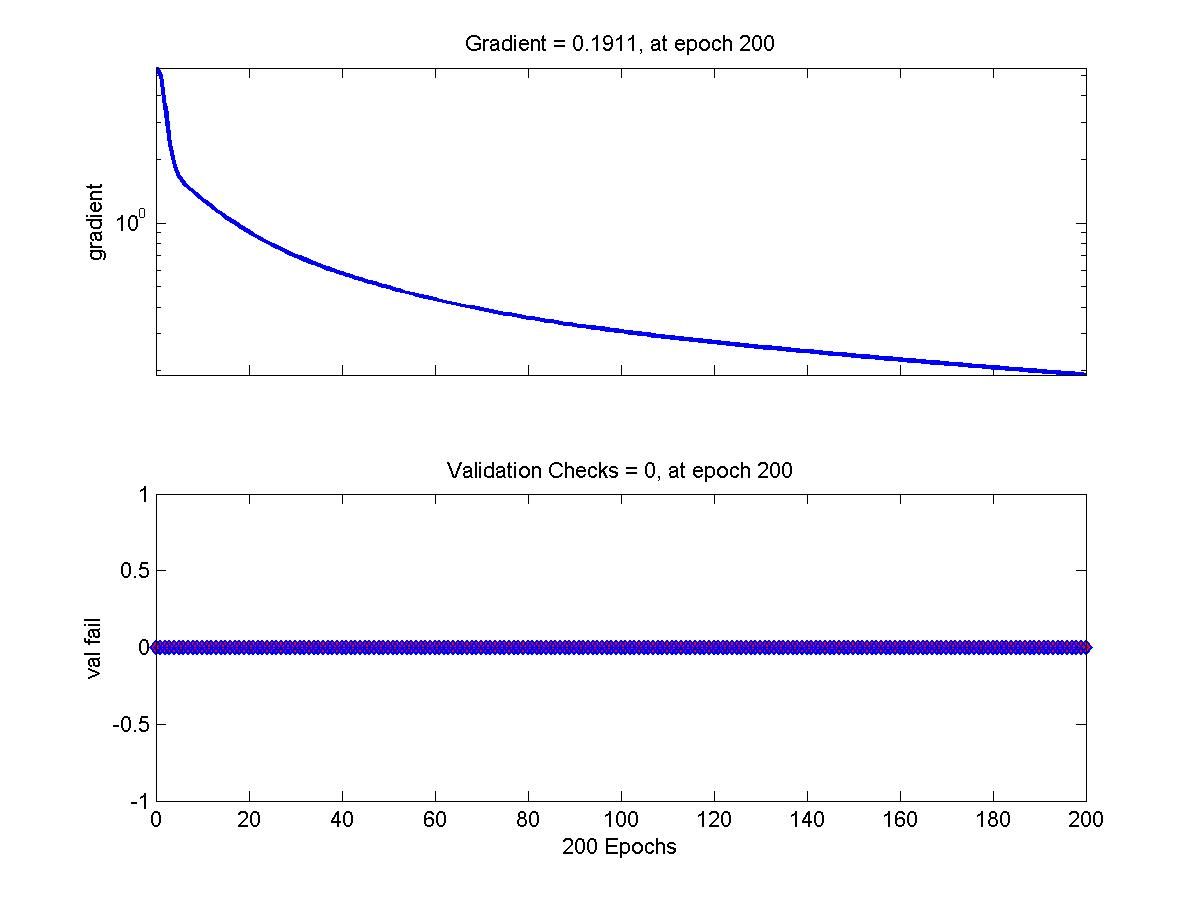 Gradient = 0.1911, at epoch 200
gradient
10^0
Validation Checks = 0, at epoch 200
val fail
1
0.5
0
-0.5
-1
0 20 40 60 80 100 120 140 160 180 200
200 Epochs